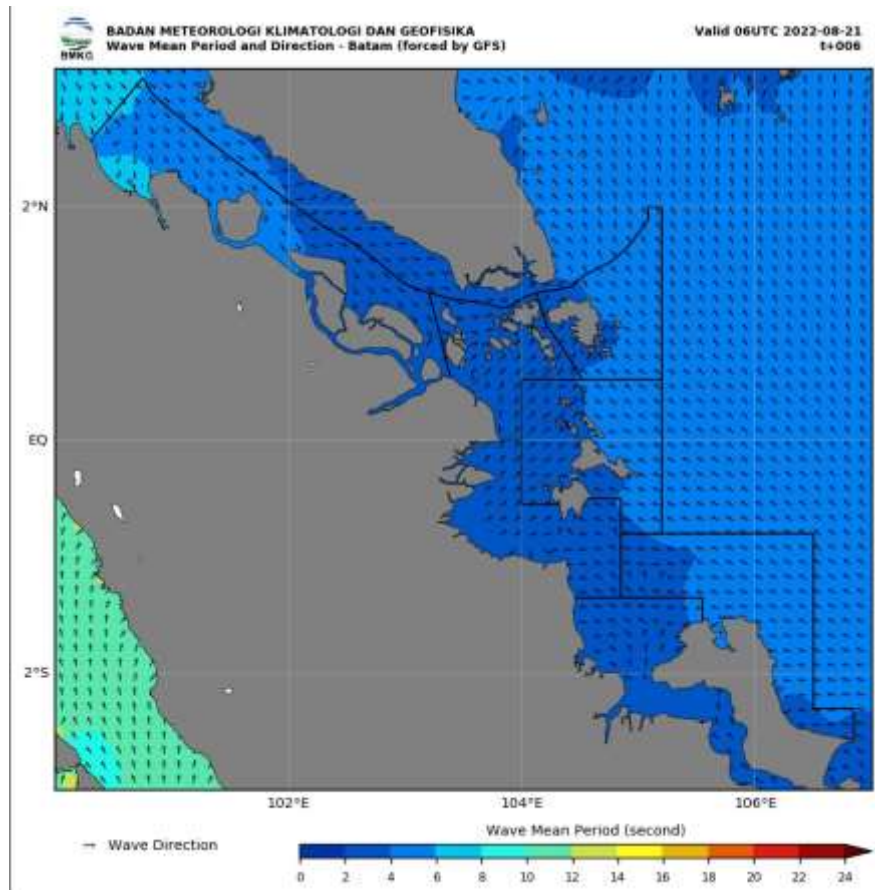 BMKG
BADAN METEOROLOGI KLIMATOLOGI DAN GEOFISIKA
Wave Mean Period and Direction - Batam (forced by GFS)
Valid 06UTC 2022-08-21
t+006
2°N
EQ
2°S
102°E 104°E 106°E
→ Wave Direction
Wave Mean Period (second)
0 2 4 6 8 10 12 14 16 18 20 22 24